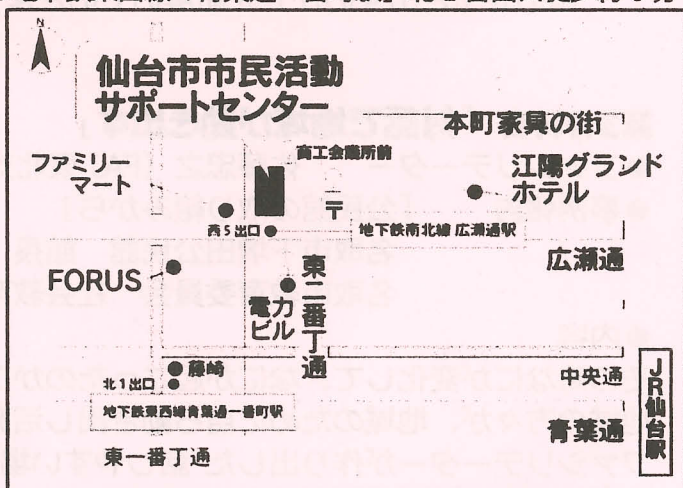 N
仙台市市民活動
サポートセンター
本町家具の街
商工会議所前
ファミリー
マート
江陽グランド
ホテル
〒
西5出口
地下鉄南北線 広瀬通駅
広瀬通
FORUS
電力
ビル
東二番丁通
藤崎
北1出口
中央通
地下鉄東西線青葉通一番町駅
青葉通
JR仙台駅
東一番丁通